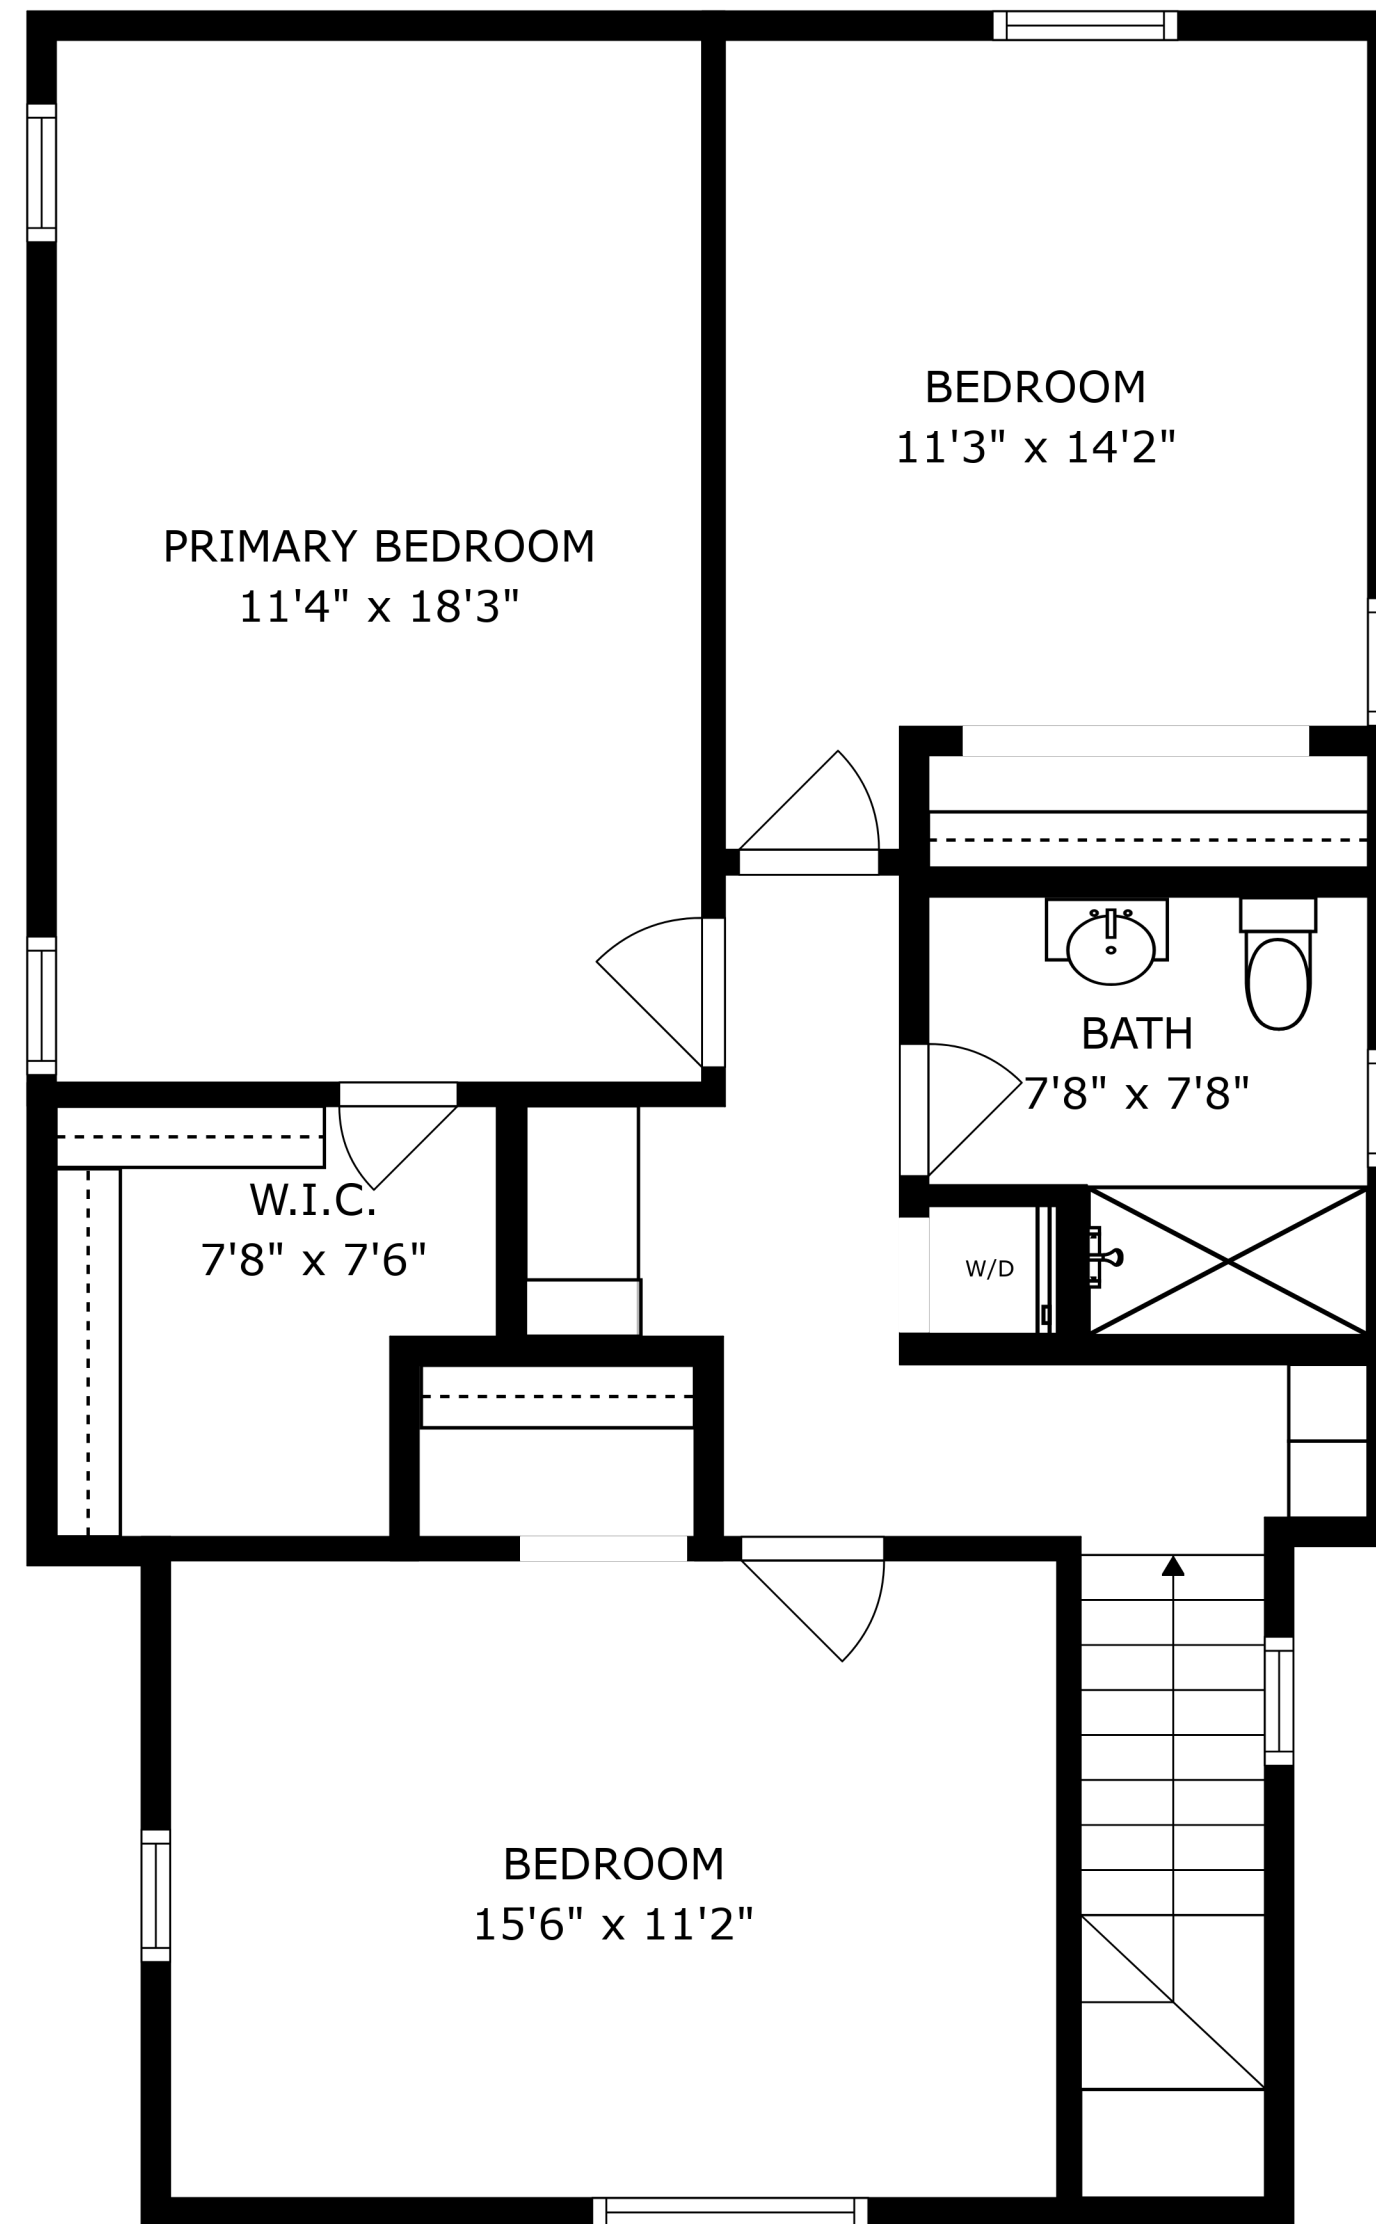 BEDROOM
11'3" x 14'2"
PRIMARY BEDROOM
11'4" x 18'3"
BATH
7'8" x 7'8"
W.I.C.
7'8" x 7'6"
W/D
BEDROOM
15'6" x 11'2"